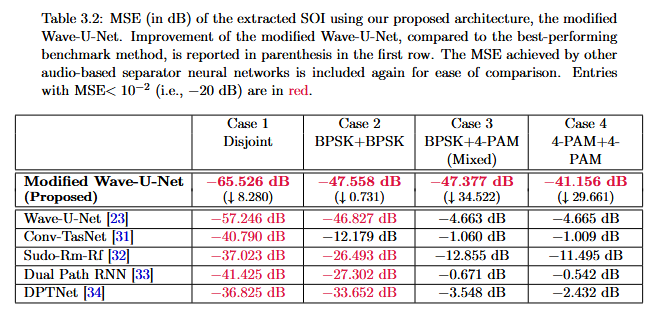 Table 3.2: MSE (in dB) of the extracted SOI using our proposed architecture, the modified
Wave-U-Net. Improvement of the modified Wave-U-Net, compared to the best-performing
benchmark method, is reported in parenthesis in the first row. The MSE achieved by other
audio-based separator neural networks is included again for ease of comparison. Entries
with MSE< 10⁻² (i.e., −20 dB) are in red.
Case 1 Case 2 Case 3 Case 4
Disjoint BPSK+BPSK BPSK+4-PAM 4-PAM+4-
(Mixed) PAM
Modified Wave-U-Net −65.526 dB −47.558 dB −47.377 dB −41.156 dB
(Proposed) (↓ 8.280) (↓ 0.731) (↓ 34.522) (↓ 29.661)
Wave-U-Net [23] −57.246 dB −46.827 dB −4.663 dB −4.665 dB
Conv-TasNet [31] −40.790 dB −12.179 dB −1.060 dB −1.009 dB
Sudo-Rm-Rf [32] −37.023 dB −26.493 dB −12.855 dB −11.495 dB
Dual Path RNN [33] −41.425 dB −27.302 dB −0.671 dB −0.542 dB
DPTNet [34] −36.825 dB −33.652 dB −3.548 dB −2.432 dB